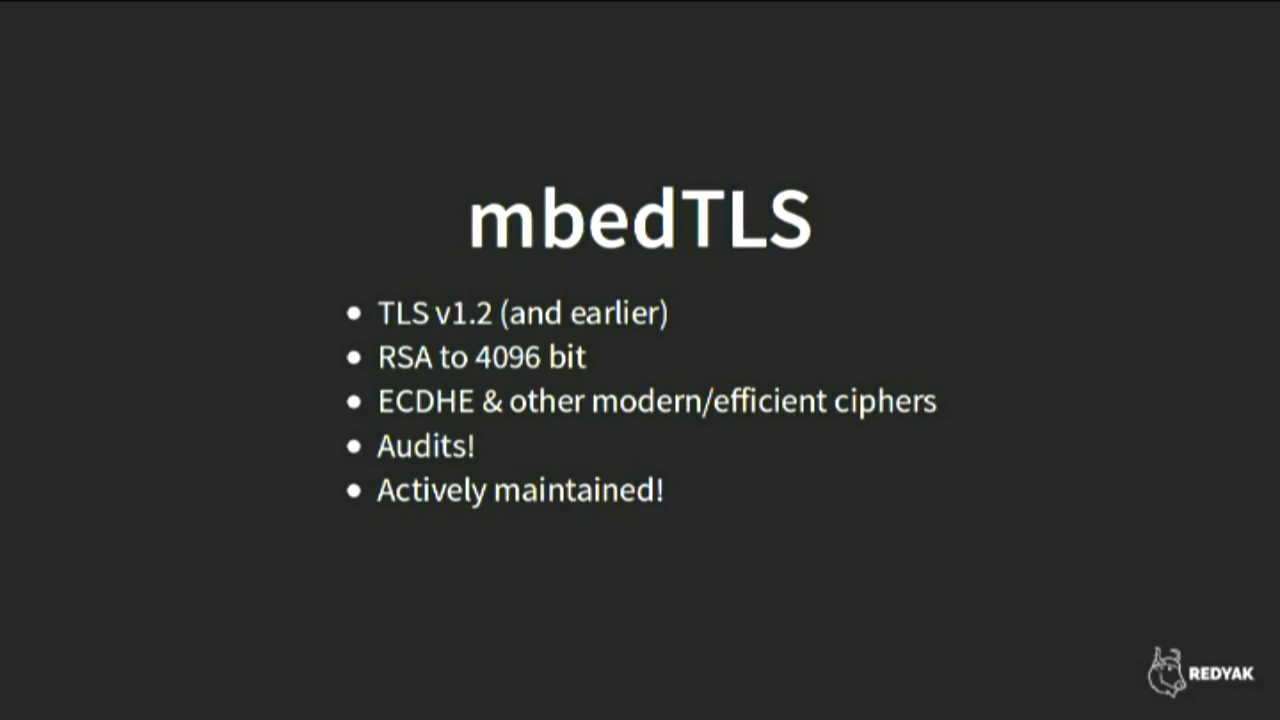 mbedTLS
TLS v1.2 (and earlier)
RSA to 4096 bit
ECDHE & other modern/efficient ciphers
Audits!
Actively maintained!
REDYAK